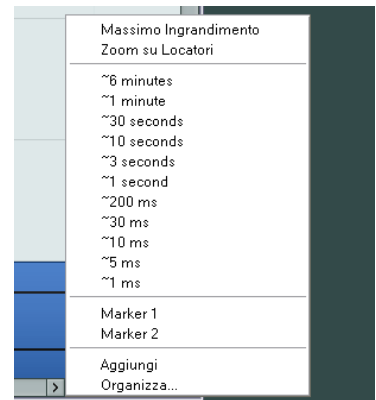 Massimo Ingrandimento
Zoom su Locatori
~6 minutes
~1 minute
~30 seconds
~10 seconds
~3 seconds
~1 second
~200 ms
~30 ms
~10 ms
~5 ms
~1 ms
Marker 1
Marker 2
Aggiungi
Organizza...